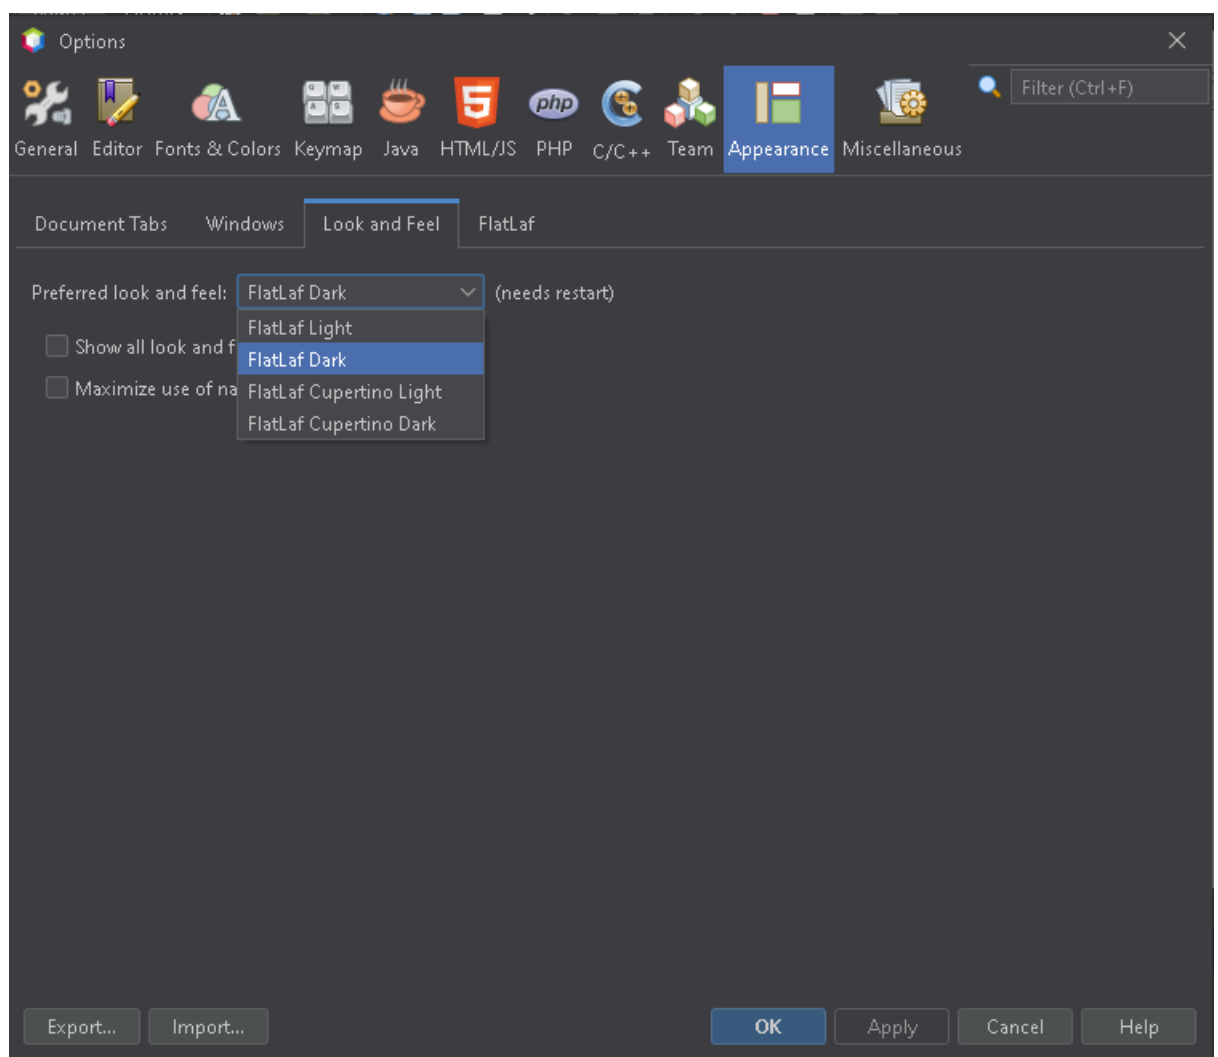 Options
Filter (Ctrl+F)
php
General Editor Fonts & Colors Keymap Java HTML/JS PHP C/C++ Team Appearance Miscellaneous
Document Tabs Windows Look and Feel FlatLaf
Preferred look and feel: FlatLaf Dark (needs restart)
FlatLaf Light
Show all look and f
FlatLaf Dark
Maximize use of na
FlatLaf Cupertino Light
FlatLaf Cupertino Dark
Export... Import... OK Apply Cancel Help